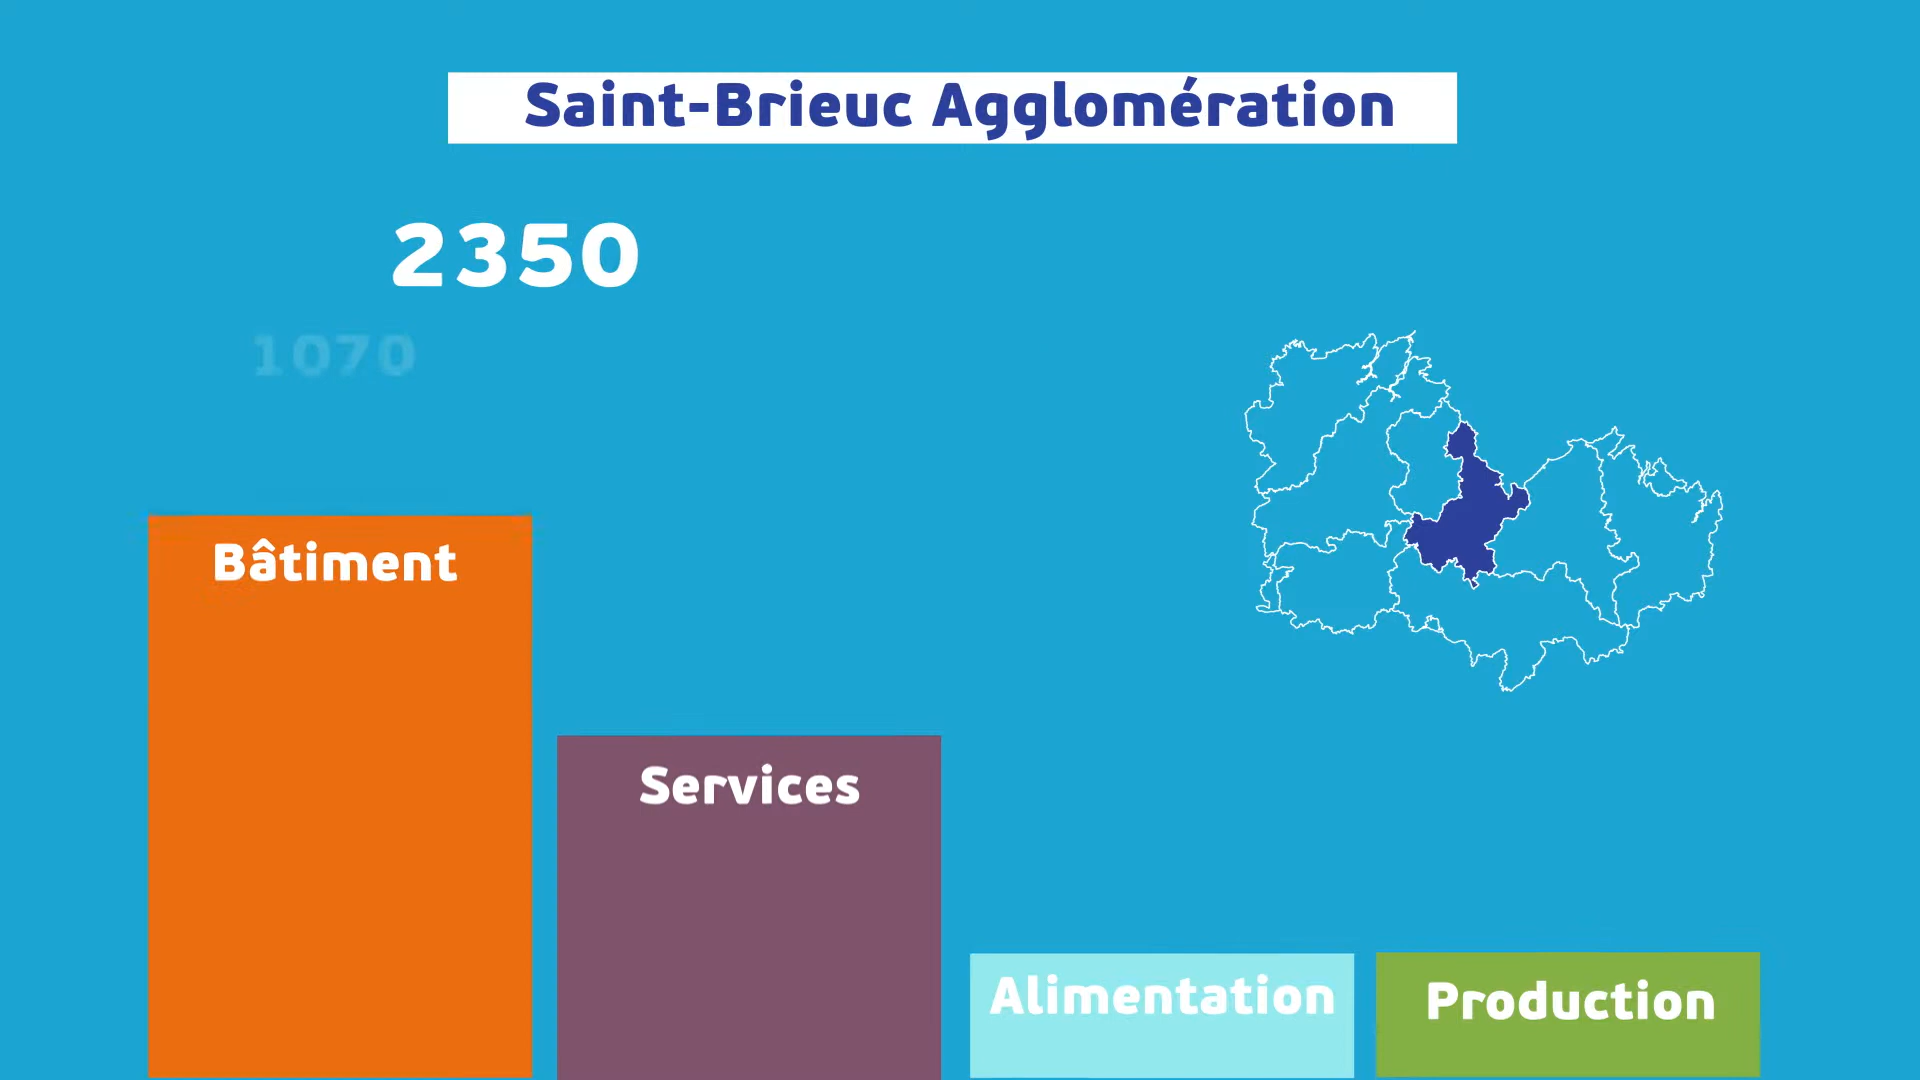 Saint-Brieuc Agglomération
2350
1070
Bâtiment
Services
Alimentation
Production